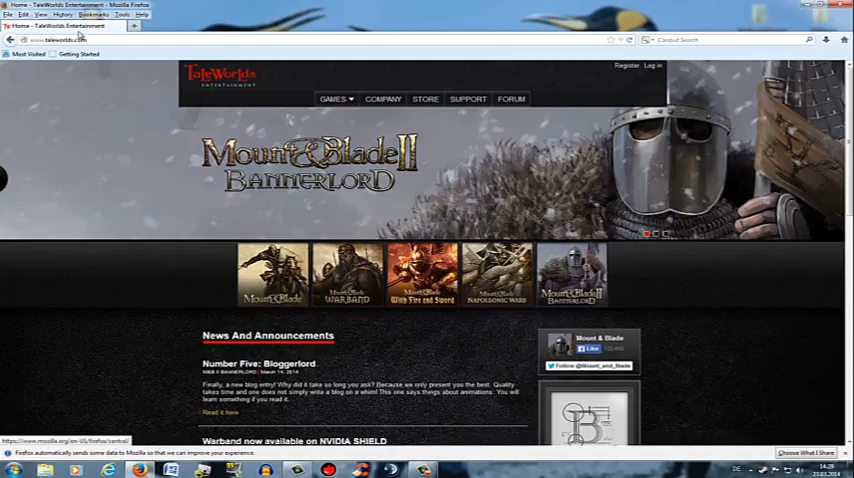 Home - TaleWorlds Entertainment - Mozilla Firefox
File Edit View History Bookmarks Tools Help
Home - TaleWorlds Entertainment
www.taleworlds.com
Conduit Search
Most Visited Getting Started
TALEWORLDS
ENTERTAINMENT
Register Log in
GAMES COMPANY STORE SUPPORT FORUM
Mount & Blade II
BANNERLORD
Mount&Blade
Mount&Blade
WARBAND
Mount&Blade
With Fire and Sword
Mount&Blade
NAPOLEONIC WARS
Mount&Blade II
BANNERLORD
News And Announcements
Number Five: Bloggerlord
M&B II BANNERLORD | March 14, 2014
Finally, a new blog entry! Why did it take so long you ask? Because we only present you the best. Quality
takes time and one does not simply write a blog on a whim! This one says things about animations. You will
learn something if you read it.
Read it here
Warband now available on NVIDIA SHIELD
Mount & Blade
Like
Follow @Mount_and_Blade
https://www.mozilla.org/en-US/firefox/central/
Firefox automatically sends some data to Mozilla so that we can improve your experience.
Choose What I Share
DE
14:29
23.03.2014